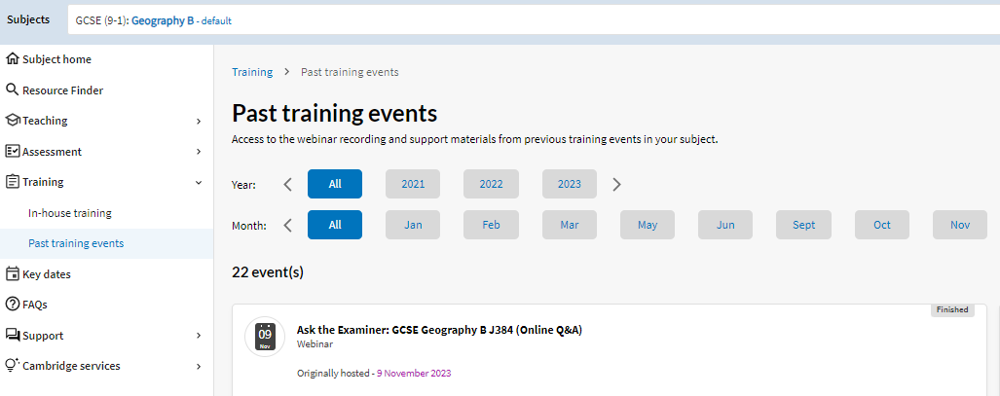 Subjects
GCSE (9-1): Geography B - default
Subject home
Resource Finder
Teaching
Assessment
Training
In-house training
Past training events
Key dates
FAQs
Support
Cambridge services
Training > Past training events
Past training events
Access to the webinar recording and support materials from previous training events in your subject.
Year: All 2021 2022 2023
Month: All Jan Feb Mar May Jun Sept Oct Nov
22 event(s)
Finished
09
Nov
Ask the Examiner: GCSE Geography B J384 (Online Q&A)
Webinar
Originally hosted - 9 November 2023